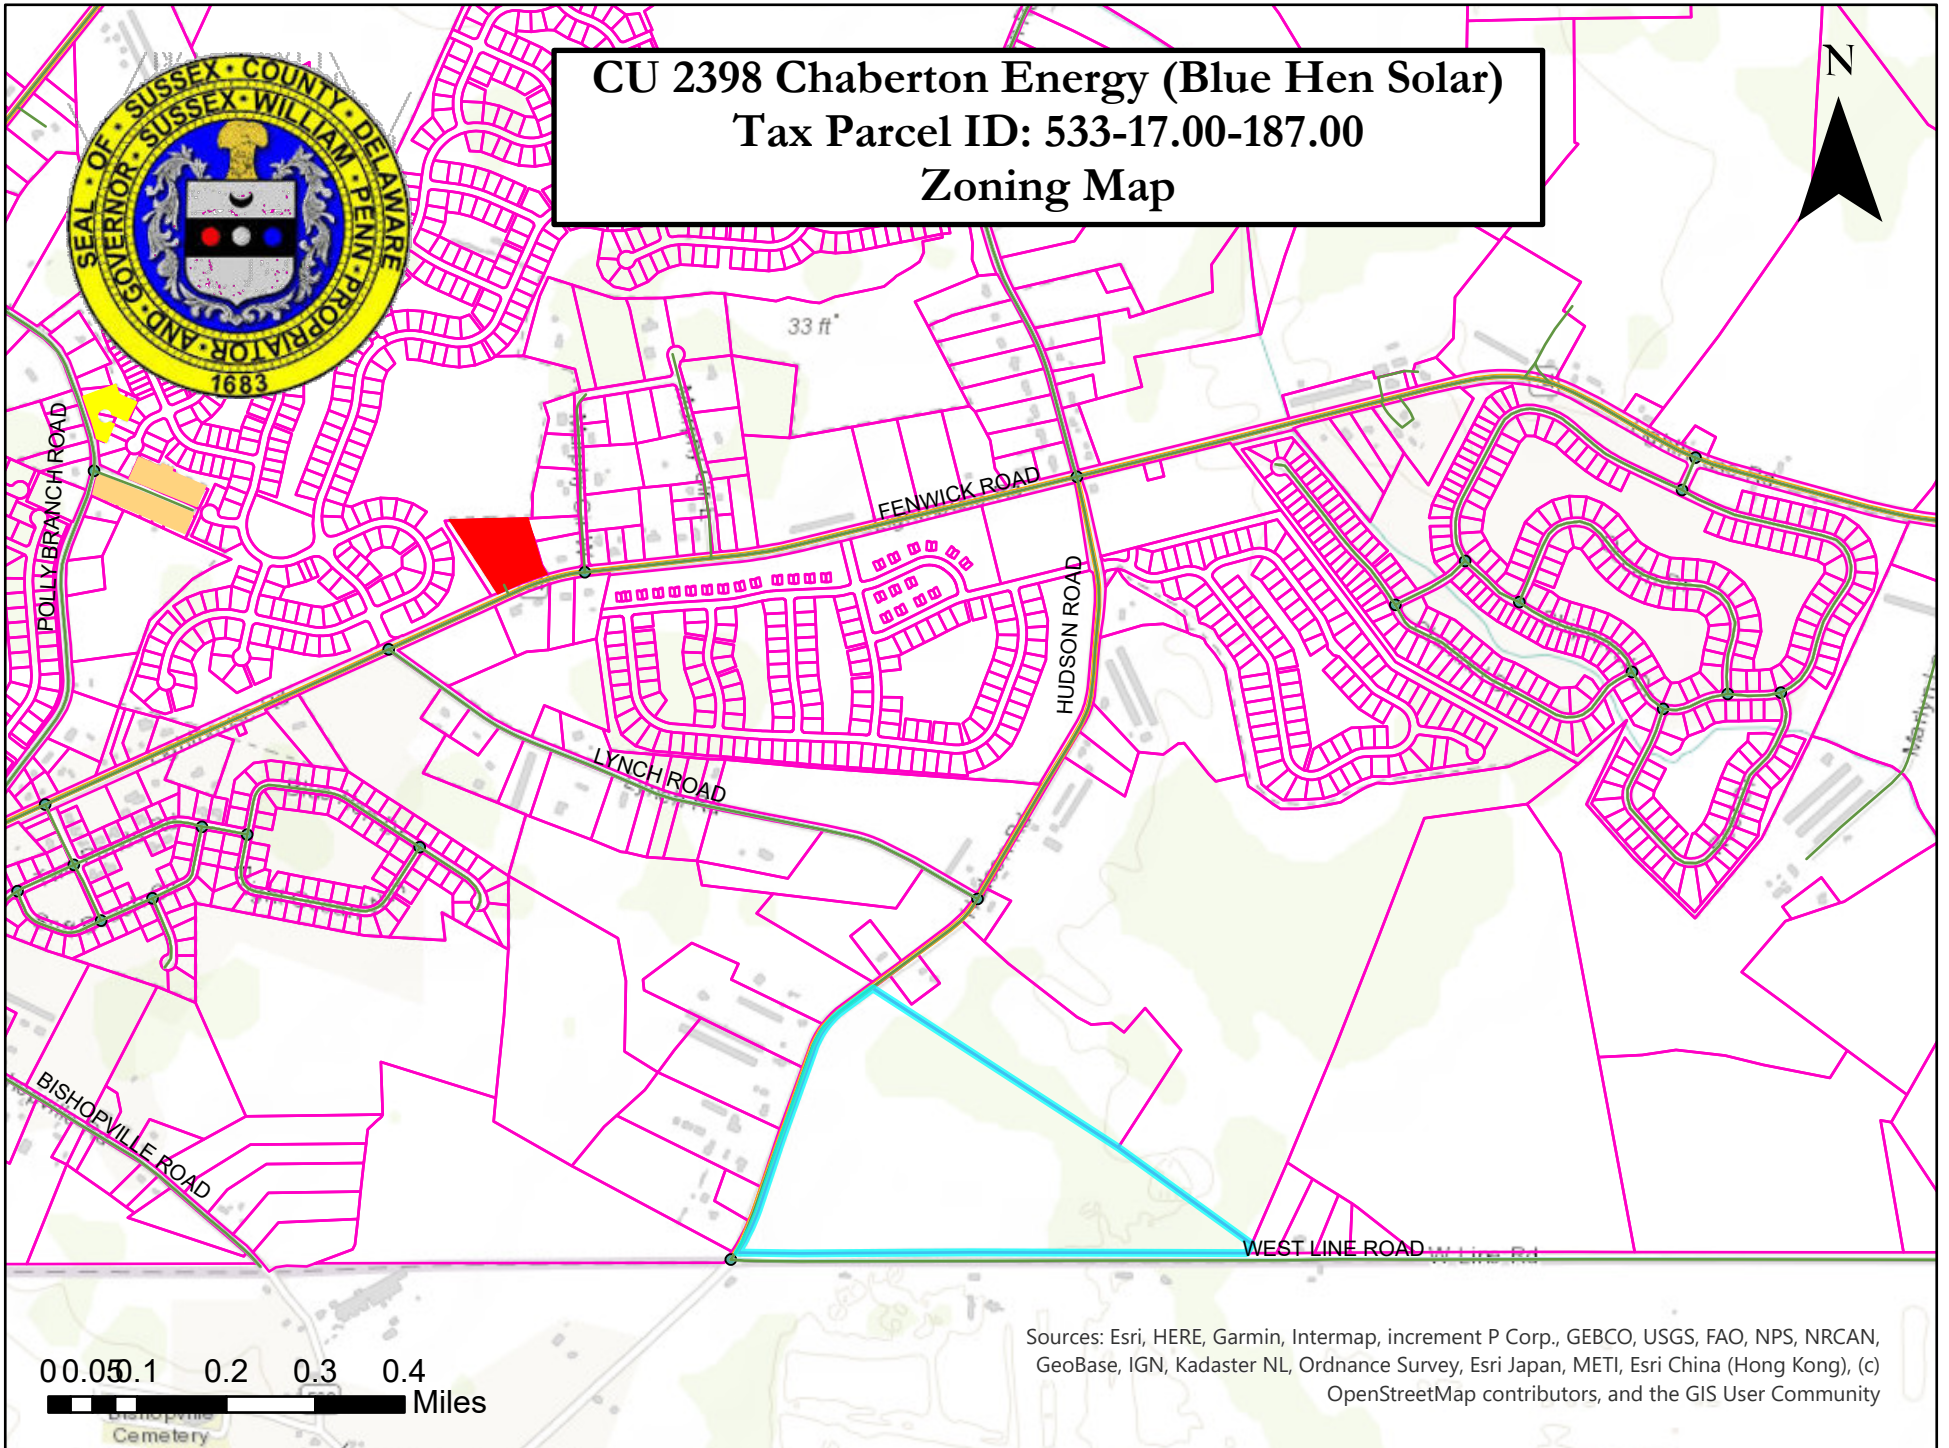 CU 2398 Chaberton Energy (Blue Hen Solar)
Tax Parcel ID: 533-17.00-187.00
Zoning Map
N
SEAL · OF · SUSSEX · COUNTY · DELAWARE
GOVERNOR · SUSSEX · WILLIAM · PENN · PROPRIATOR · AND
1683
33 ft
POLLYBRANCH ROAD
FENWICK ROAD
HUDSON ROAD
LYNCH ROAD
BISHOPVILLE ROAD
WEST LINE ROAD
W Line Rd
Sources: Esri, HERE, Garmin, Intermap, increment P Corp., GEBCO, USGS, FAO, NPS, NRCAN,
GeoBase, IGN, Kadaster NL, Ordnance Survey, Esri Japan, METI, Esri China (Hong Kong), (c)
OpenStreetMap contributors, and the GIS User Community
0 0.05 0.1 0.2 0.3 0.4
Miles
Bishopville
Cemetery